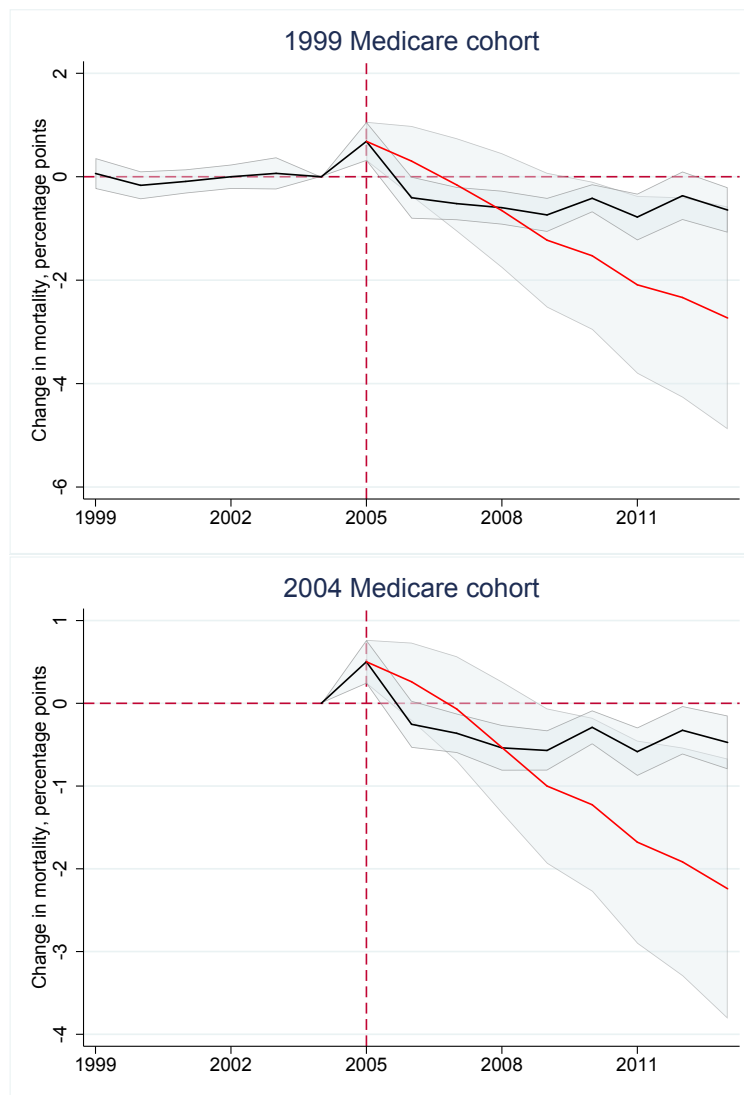 1999 Medicare cohort
Change in mortality, percentage points
2
0
-2
-4
-6
1999 2002 2005 2008 2011
2004 Medicare cohort
Change in mortality, percentage points
1
0
-1
-2
-3
-4
1999 2002 2005 2008 2011